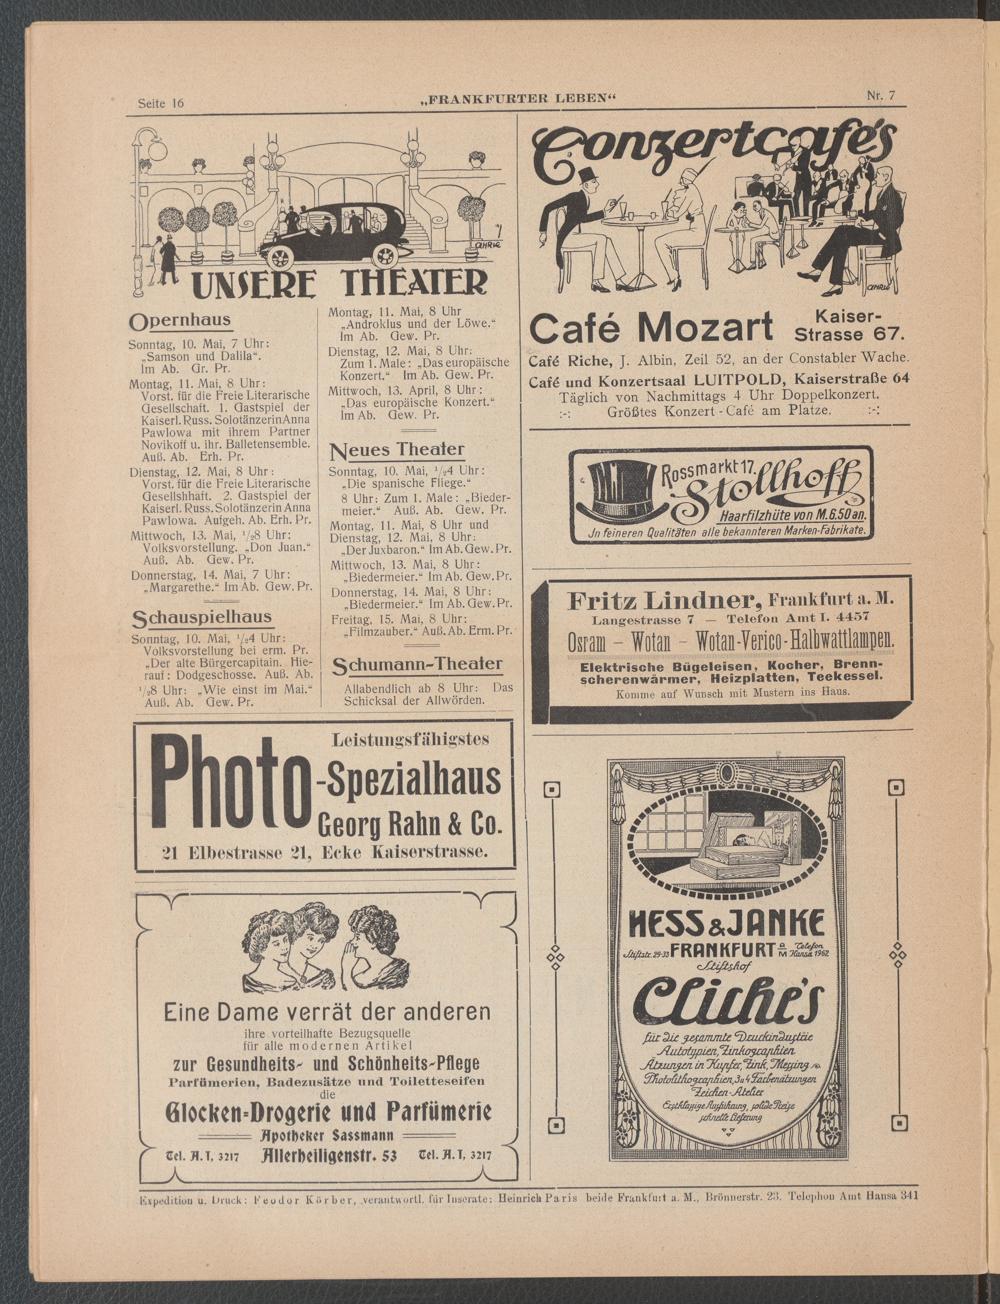 Seite 16
„FRANKFURTER LEBEN“
Nr. 7
UNSERE THEATER
Opernhaus
Sonntag, 10. Mai, 7 Uhr:
„Samson und Dalila“.
Im Ab. Gr. Pr.
Montag, 11. Mai, 8 Uhr:
Vorst. für die Freie Literarische
Gesellschaft. 1. Gastspiel der
Kaiserl. Russ. Solotänzerin Anna
Pawlowa mit ihrem Partner
Novikoff u. ihr. Balletensemble.
Auß. Ab. Erh. Pr.
Dienstag, 12. Mai, 8 Uhr:
Vorst. für die Freie Literarische
Gesellshhaft. 2. Gastspiel der
Kaiserl. Russ. Solotänzerin Anna
Pawlowa. Aufgeh. Ab. Erh. Pr.
Mittwoch, 13. Mai, 1/28 Uhr:
Volksvorstellung. „Don Juan.“
Auß. Ab. Gew. Pr.
Donnerstag, 14. Mai, 7 Uhr:
„Margarethe.“ Im Ab. Gew. Pr.
Schauspielhaus
Sonntag, 10. Mai, 1/24 Uhr:
Volksvorstellung bei erm. Pr.
„Der alte Bürgercapitain. Hie-
rauf: Dodgeschosse. Auß. Ab.
1/28 Uhr: „Wie einst im Mai.“
Auß. Ab. Gew. Pr.
Montag, 11. Mai, 8 Uhr
„Androklus und der Löwe.“
Im Ab. Gew. Pr.
Dienstag, 12. Mai, 8 Uhr:
Zum 1. Male: „Das europäische
Konzert.“ Im Ab. Gew. Pr.
Mittwoch, 13. April, 8 Uhr:
„Das europäische Konzert.“
Im Ab. Gew. Pr.
Neues Theater
Sonntag, 10. Mai, 1/24 Uhr:
„Die spanische Fliege.“
8 Uhr: Zum 1. Male: „Bieder-
meier.“ Auß. Ab. Gew. Pr.
Montag, 11. Mai, 8 Uhr und
Dienstag, 12. Mai, 8 Uhr:
„Der Juxbaron.“ Im Ab. Gew. Pr.
Mittwoch, 13. Mai, 8 Uhr:
„Biedermeier.“ Im Ab. Gew. Pr.
Donnerstag, 14. Mai, 8 Uhr:
„Biedermeier.“ Im Ab. Gew. Pr.
Freitag, 15. Mai, 8 Uhr:
„Filmzauber.“ Auß. Ab. Erm. Pr.
Schumann-Theater
Allabendlich ab 8 Uhr: Das
Schicksal der Allwörden.
Photo-Spezialhaus
Leistungsfähigstes
Georg Rahn & Co.
21 Elbestrasse 21, Ecke Kaiserstrasse.
Eine Dame verrät der anderen
ihre vorteilhafte Bezugsquelle
für alle modernen Artikel
zur Gesundheits- und Schönheits-Pflege
Parfümerien, Badezusätze und Toiletteseifen
die
Glocken-Drogerie und Parfümerie
Apotheker Sassmann
Tel. A. I, 3217 Allerheiligenstr. 53 Tel. A. I, 3217
Conzertcafés
Café Mozart Kaiser-
Strasse 67.
Café Riche, J. Albin, Zeil 52, an der Constabler Wache.
Café und Konzertsaal LUITPOLD, Kaiserstraße 64
Täglich von Nachmittags 4 Uhr Doppelkonzert.
:-: Größtes Konzert-Café am Platze. :-:
Rossmarkt 17.
Stollhoff
Haarfilzhüte von M. 6.50 an.
In feineren Qualitäten alle bekannteren Marken-Fabrikate.
Fritz Lindner, Frankfurt a. M.
Langestrasse 7 — Telefon Amt I. 4457
Osram – Wotan – Wotan-Verico-Halbwattlampen.
Elektrische Bügeleisen, Kocher, Brenn-
scherenwärmer, Heizplatten, Teekessel.
Komme auf Wunsch mit Mustern ins Haus.
HESS & JANKE
Stiftstr. 29-33 FRANKFURT a/M Telefon Hansa 1962
Stiftshof
Cliché's
für die gesammte Druckindustrie
Autotypien, Zinkographien
Ätzungen in Kupfer, Zink, Messing
Photolithographien, 3 u 4 Farbenätzungen
Zeichen-Atelier
Erstklassige Ausführung, solide Preise
schnelle Lieferung
Expedition u. Druck: Feodor Körber, verantwortl. für Inserate: Heinrich Paris beide Frankfurt a. M., Brönnerstr. 23. Telephon Amt Hansa 341